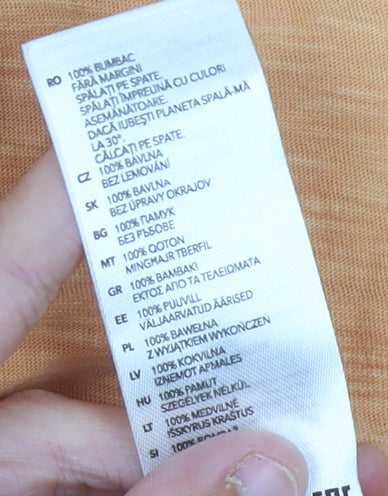 RO 100% BUMBAC
FĂRĂ MARGINI
SPĂLAȚI PE SPATE.
SPĂLAȚI ÎMPREUNĂ CU CULORI
ASEMĂNĂTOARE.
DACĂ IUBEȘTI PLANETA SPALĂ-MĂ
LA 30°.
CĂLCAȚI PE SPATE.
CZ 100% BAVLNA
BEZ LEMOVÁNÍ
SK 100% BAVLNA
BEZ ÚPRAVY OKRAJOV
BG 100% ПАМУК
БЕЗ РЪБОВЕ
MT 100% QOTON
MINGĦAJR TBERFIL
GR 100% ΒΑΜΒΑΚΙ
ΕΚΤΟΣ ΑΠΟ ΤΑ ΤΕΛΕΙΩΜΑΤΑ
EE 100% PUUVILL
VÄLJAARVATUD ÄÄRISED
PL 100% BAWEŁNA
Z WYJĄTKIEM WYKOŃCZEŃ
LV 100% KOKVILNA
IZŅEMOT APMALES
HU 100% PAMUT
SZEGÉLYEK NÉLKÜL
LT 100% MEDVILNĖ
IŠSKYRUS KRAŠTUS
SI 100%